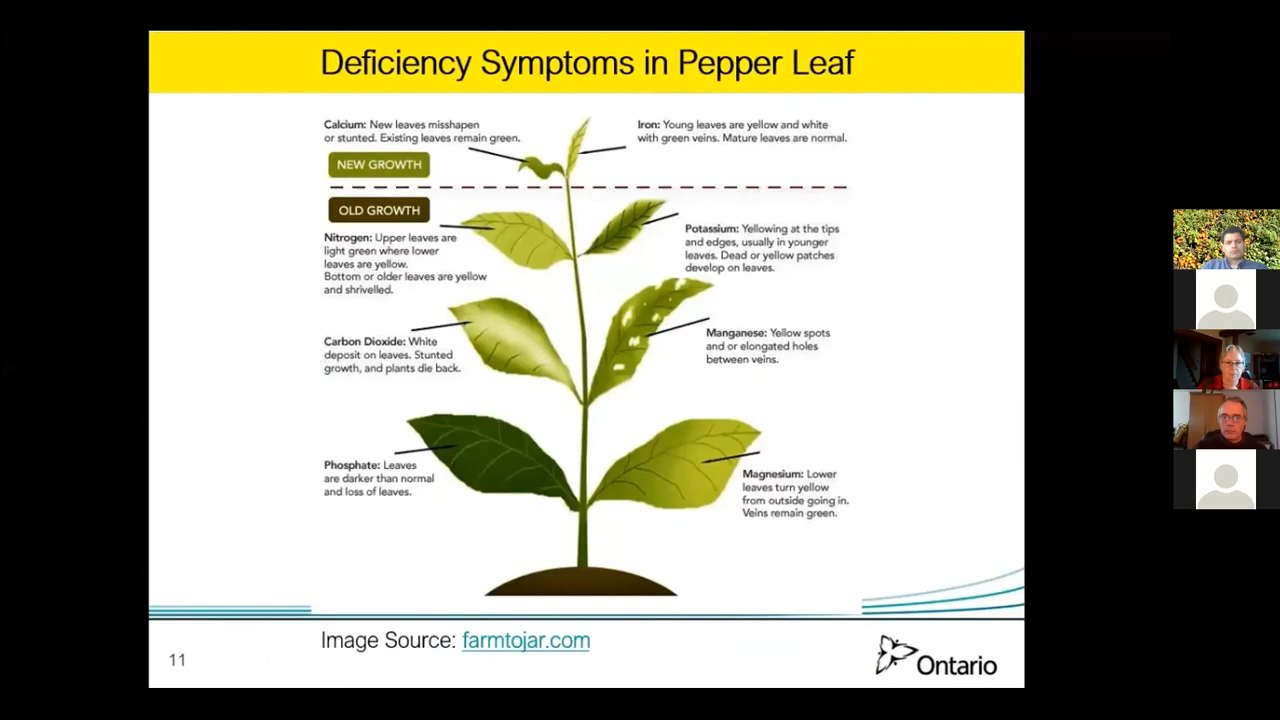 Deficiency Symptoms in Pepper Leaf
Calcium: New leaves misshapen
or stunted. Existing leaves remain green.
Iron: Young leaves are yellow and white
with green veins. Mature leaves are normal.
NEW GROWTH
OLD GROWTH
Nitrogen: Upper leaves are
light green where lower
leaves are yellow.
Bottom or older leaves are yellow
and shrivelled.
Potassium: Yellowing at the tips
and edges, usually in younger
leaves. Dead or yellow patches
develop on leaves.
Carbon Dioxide: White
deposit on leaves. Stunted
growth, and plants die back.
Manganese: Yellow spots
and or elongated holes
between veins.
Phosphate: Leaves
are darker than normal
and loss of leaves.
Magnesium: Lower
leaves turn yellow
from outside going in.
Veins remain green.
Image Source: farmtojar.com
11
Ontario